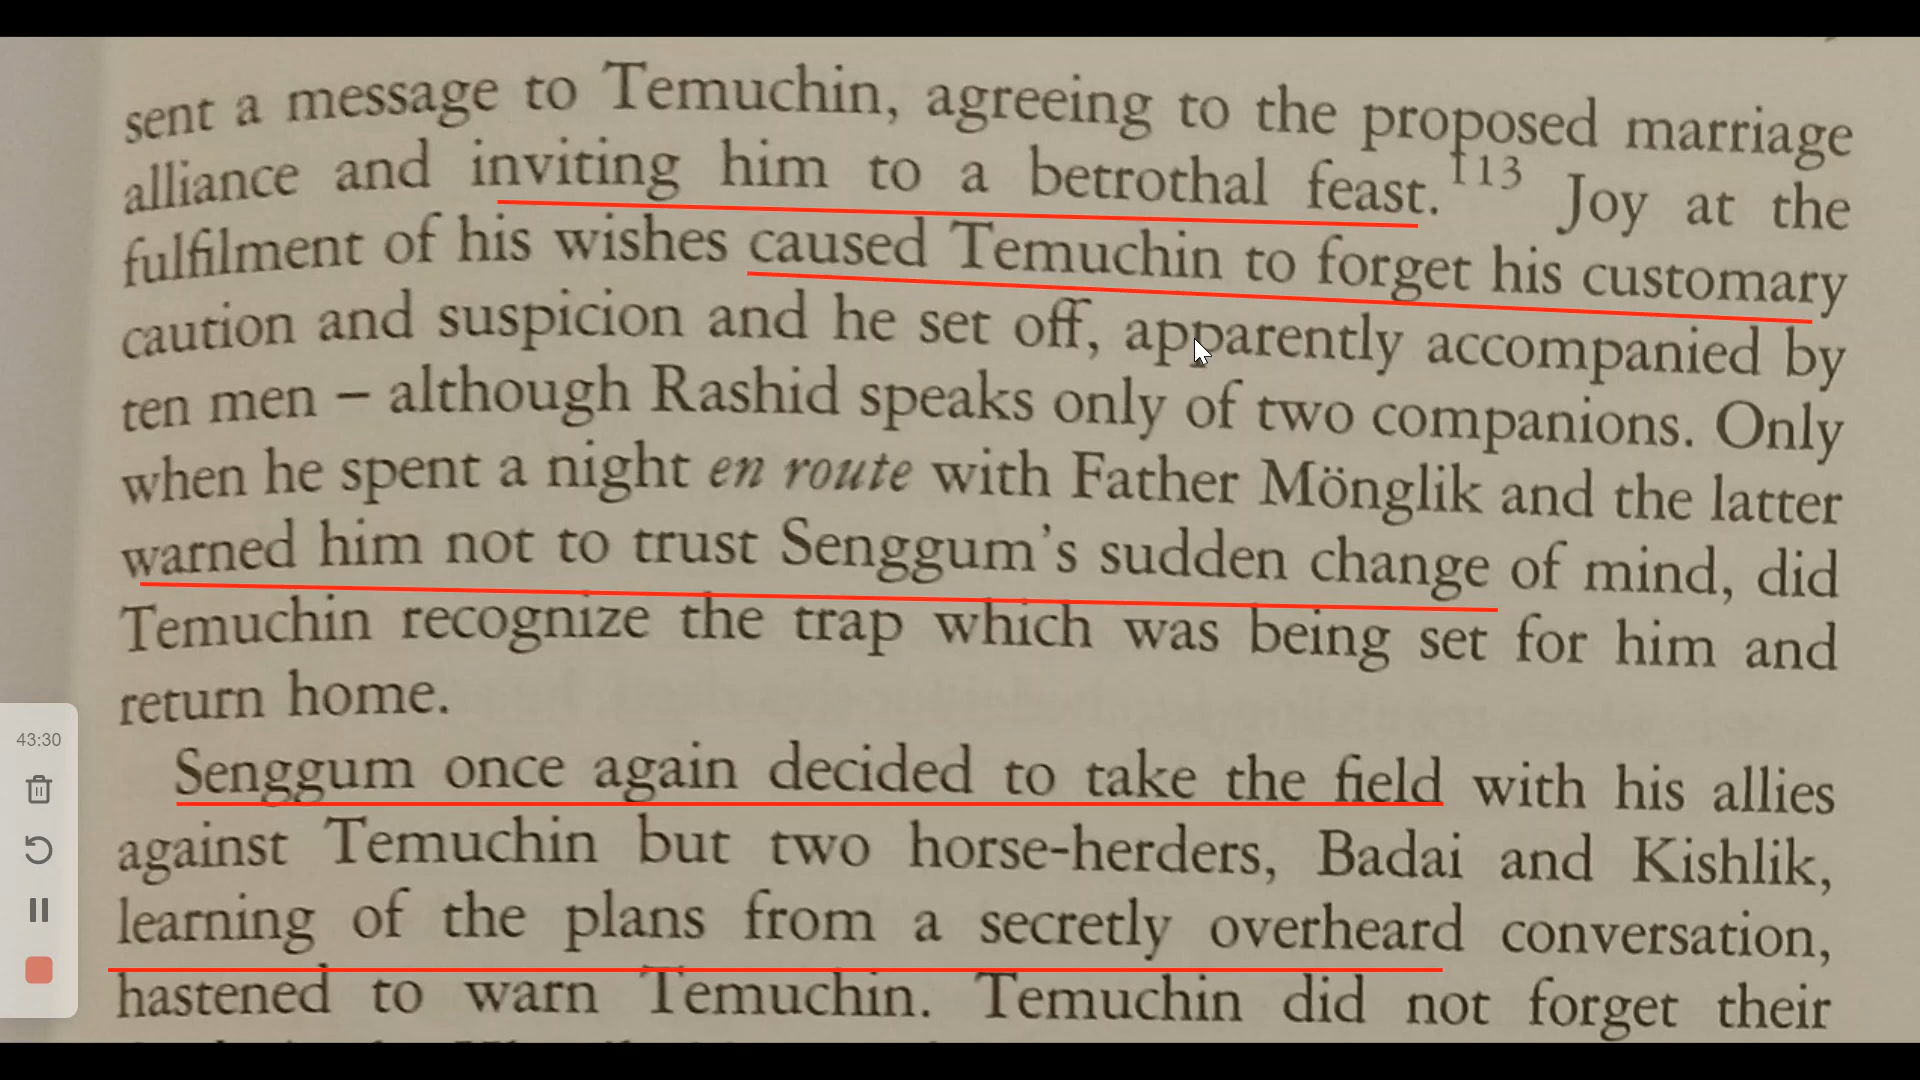 sent a message to Temuchin, agreeing to the proposed marriage
alliance and inviting him to a betrothal feast.113 Joy at the
fulfilment of his wishes caused Temuchin to forget his customary
caution and suspicion and he set off, apparently accompanied by
ten men – although Rashid speaks only of two companions. Only
when he spent a night en route with Father Mönglik and the latter
warned him not to trust Senggum's sudden change of mind, did
Temuchin recognize the trap which was being set for him and
return home.
Senggum once again decided to take the field with his allies
against Temuchin but two horse-herders, Badai and Kishlik,
learning of the plans from a secretly overheard conversation,
hastened to warn Temuchin. Temuchin did not forget their
43:30